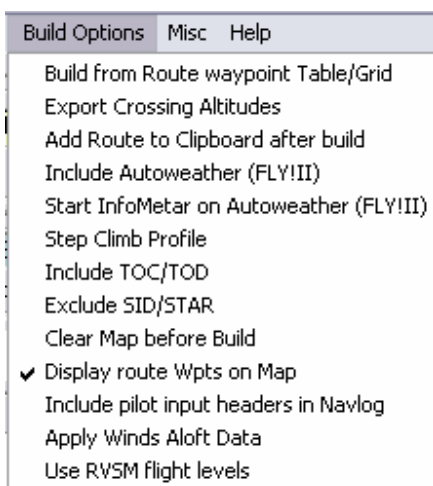 Build Options Misc Help
Build from Route waypoint Table/Grid
Export Crossing Altitudes
Add Route to Clipboard after build
Include Autoweather (FLY!II)
Start InfoMetar on Autoweather (FLY!II)
Step Climb Profile
Include TOC/TOD
Exclude SID/STAR
Clear Map before Build
Display route Wpts on Map
Include pilot input headers in Navlog
Apply Winds Aloft Data
Use RVSM flight levels